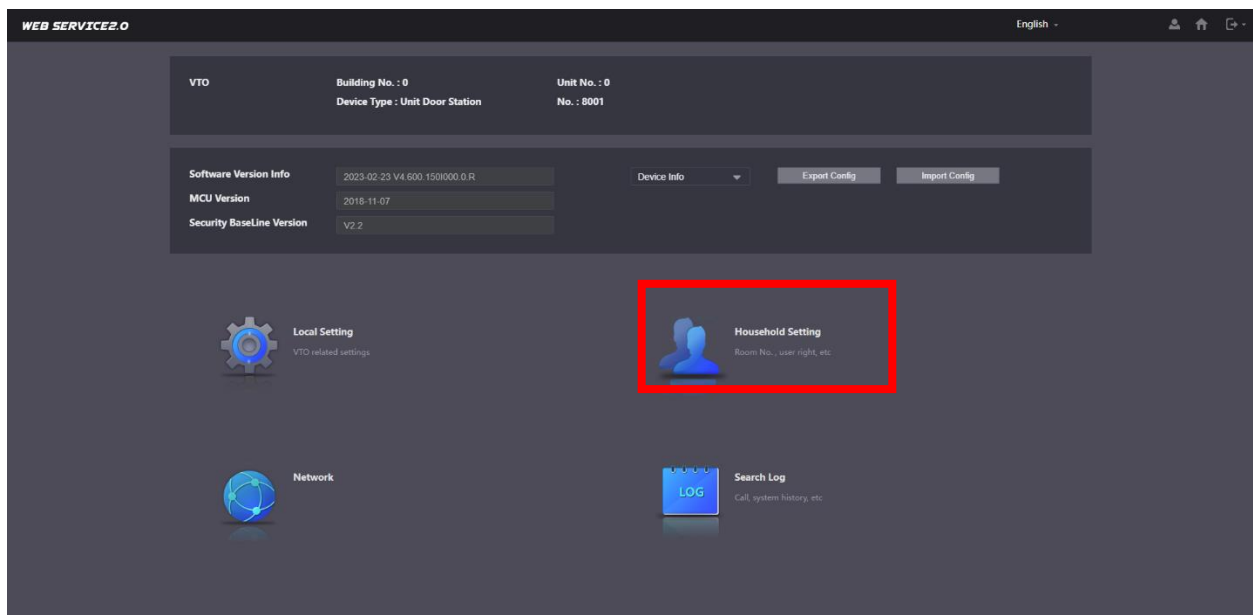 WEB SERVICE2.0
English
VTO
Building No. : 0
Unit No. : 0
Device Type : Unit Door Station
No. : 8001
Software Version Info
2023-02-23 V4.600.150I000.0.R
Device Info
Export Config
Import Config
MCU Version
2018-11-07
Security BaseLine Version
V2.2
Local Setting
VTO related settings
Household Setting
Room No. , user right, etc
Network
LOG
Search Log
Call, system history, etc